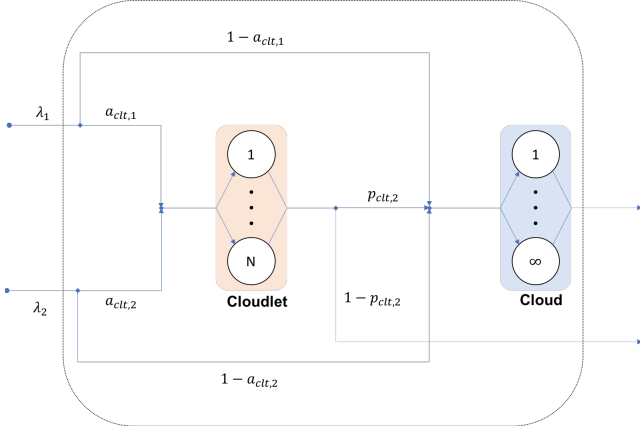 1 − a_{clt,1}
λ_1
a_{clt,1}
1
1
p_{clt,2}
N
∞
Cloudlet
Cloud
a_{clt,2}
1 − p_{clt,2}
λ_2
1 − a_{clt,2}